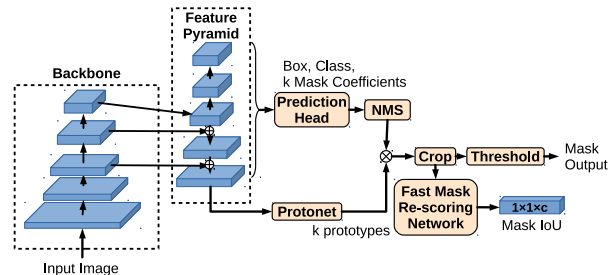 Feature
Pyramid
Backbone
Box, Class,
k Mask Coefficients
Prediction
Head
NMS
Crop
Threshold
Mask
Output
Fast Mask
Re-scoring
Network
1×1×c
Mask IoU
Protonet
k prototypes
Input Image